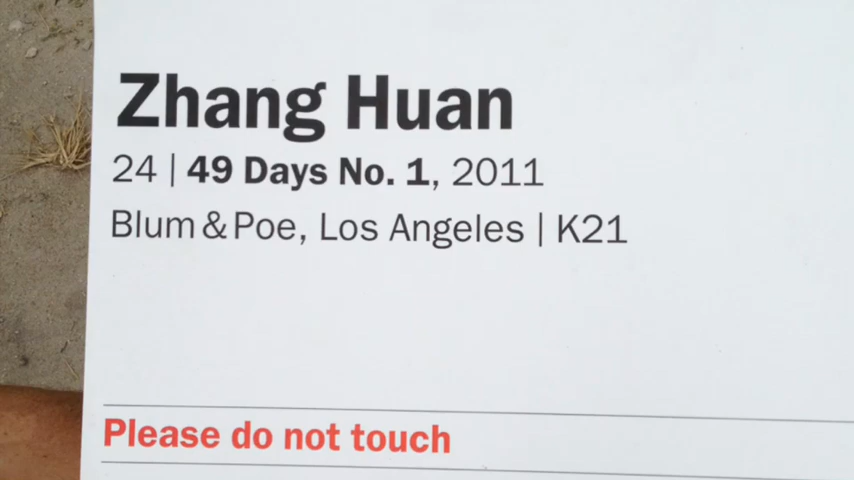 Zhang Huan
24 | 49 Days No. 1, 2011
Blum & Poe, Los Angeles | K21
Please do not touch